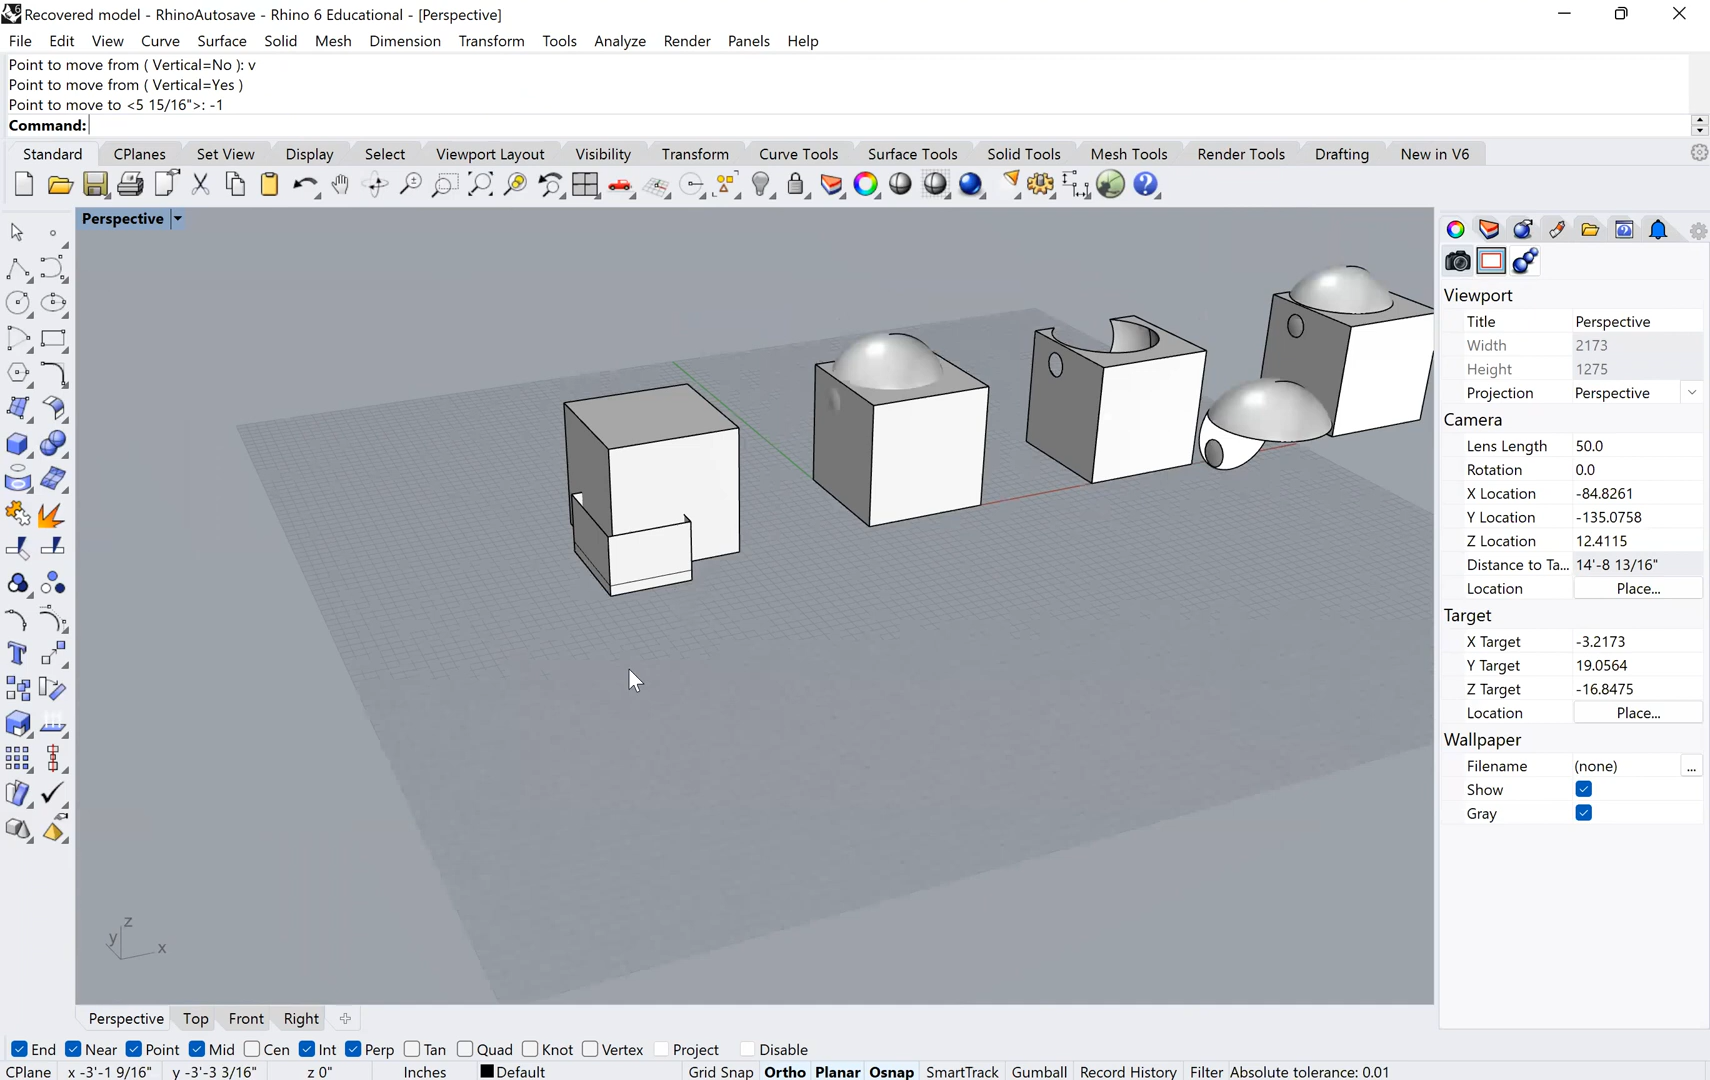 Recovered model - RhinoAutosave - Rhino 6 Educational - [Perspective]
File Edit View Curve Surface Solid Mesh Dimension Transform Tools Analyze Render Panels Help
Point to move from ( Vertical=No ): v
Point to move from ( Vertical=Yes )
Point to move to <5 15/16">: -1
Command:
Standard CPlanes Set View Display Select Viewport Layout Visibility Transform Curve Tools Surface Tools Solid Tools Mesh Tools Render Tools Drafting New in V6
Perspective
Viewport
Title Perspective
Width 2173
Height 1275
Projection Perspective
Camera
Lens Length 50.0
Rotation 0.0
X Location -84.8261
Y Location -135.0758
Z Location 12.4115
Distance to Ta... 14'-8 13/16"
Location Place...
Target
X Target -3.2173
Y Target 19.0564
Z Target -16.8475
Location Place...
Wallpaper
Filename (none) ...
Show
Gray
z
y x
Perspective Top Front Right
End Near Point Mid Cen Int Perp Tan Quad Knot Vertex Project Disable
CPlane x -3'-1 9/16" y -3'-3 3/16" z 0" Inches Default Grid Snap Ortho Planar Osnap SmartTrack Gumball Record History Filter Absolute tolerance: 0.01